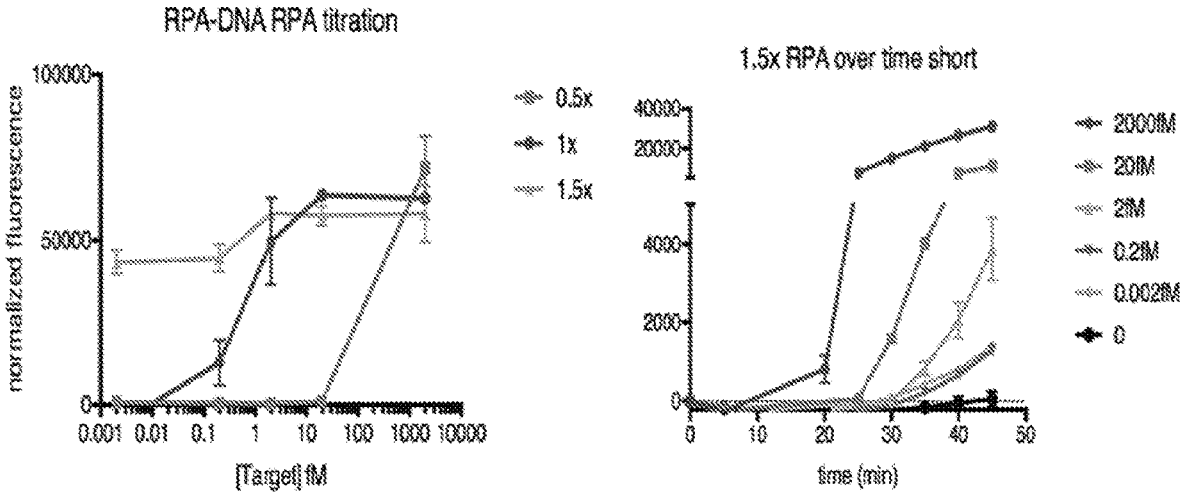 RPA-DNA RPA titration
normalized fluorescence
100000
50000
0
0.001 0.01 0.1 1 10 100 1000 10000
[Target] fM
0.5x
1x
1.5x
1.5x RPA over time short
40000
20000
4000
2000
0
0 10 20 30 40 50
time (min)
2000fM
20fM
2fM
0.2fM
0.002fM
0